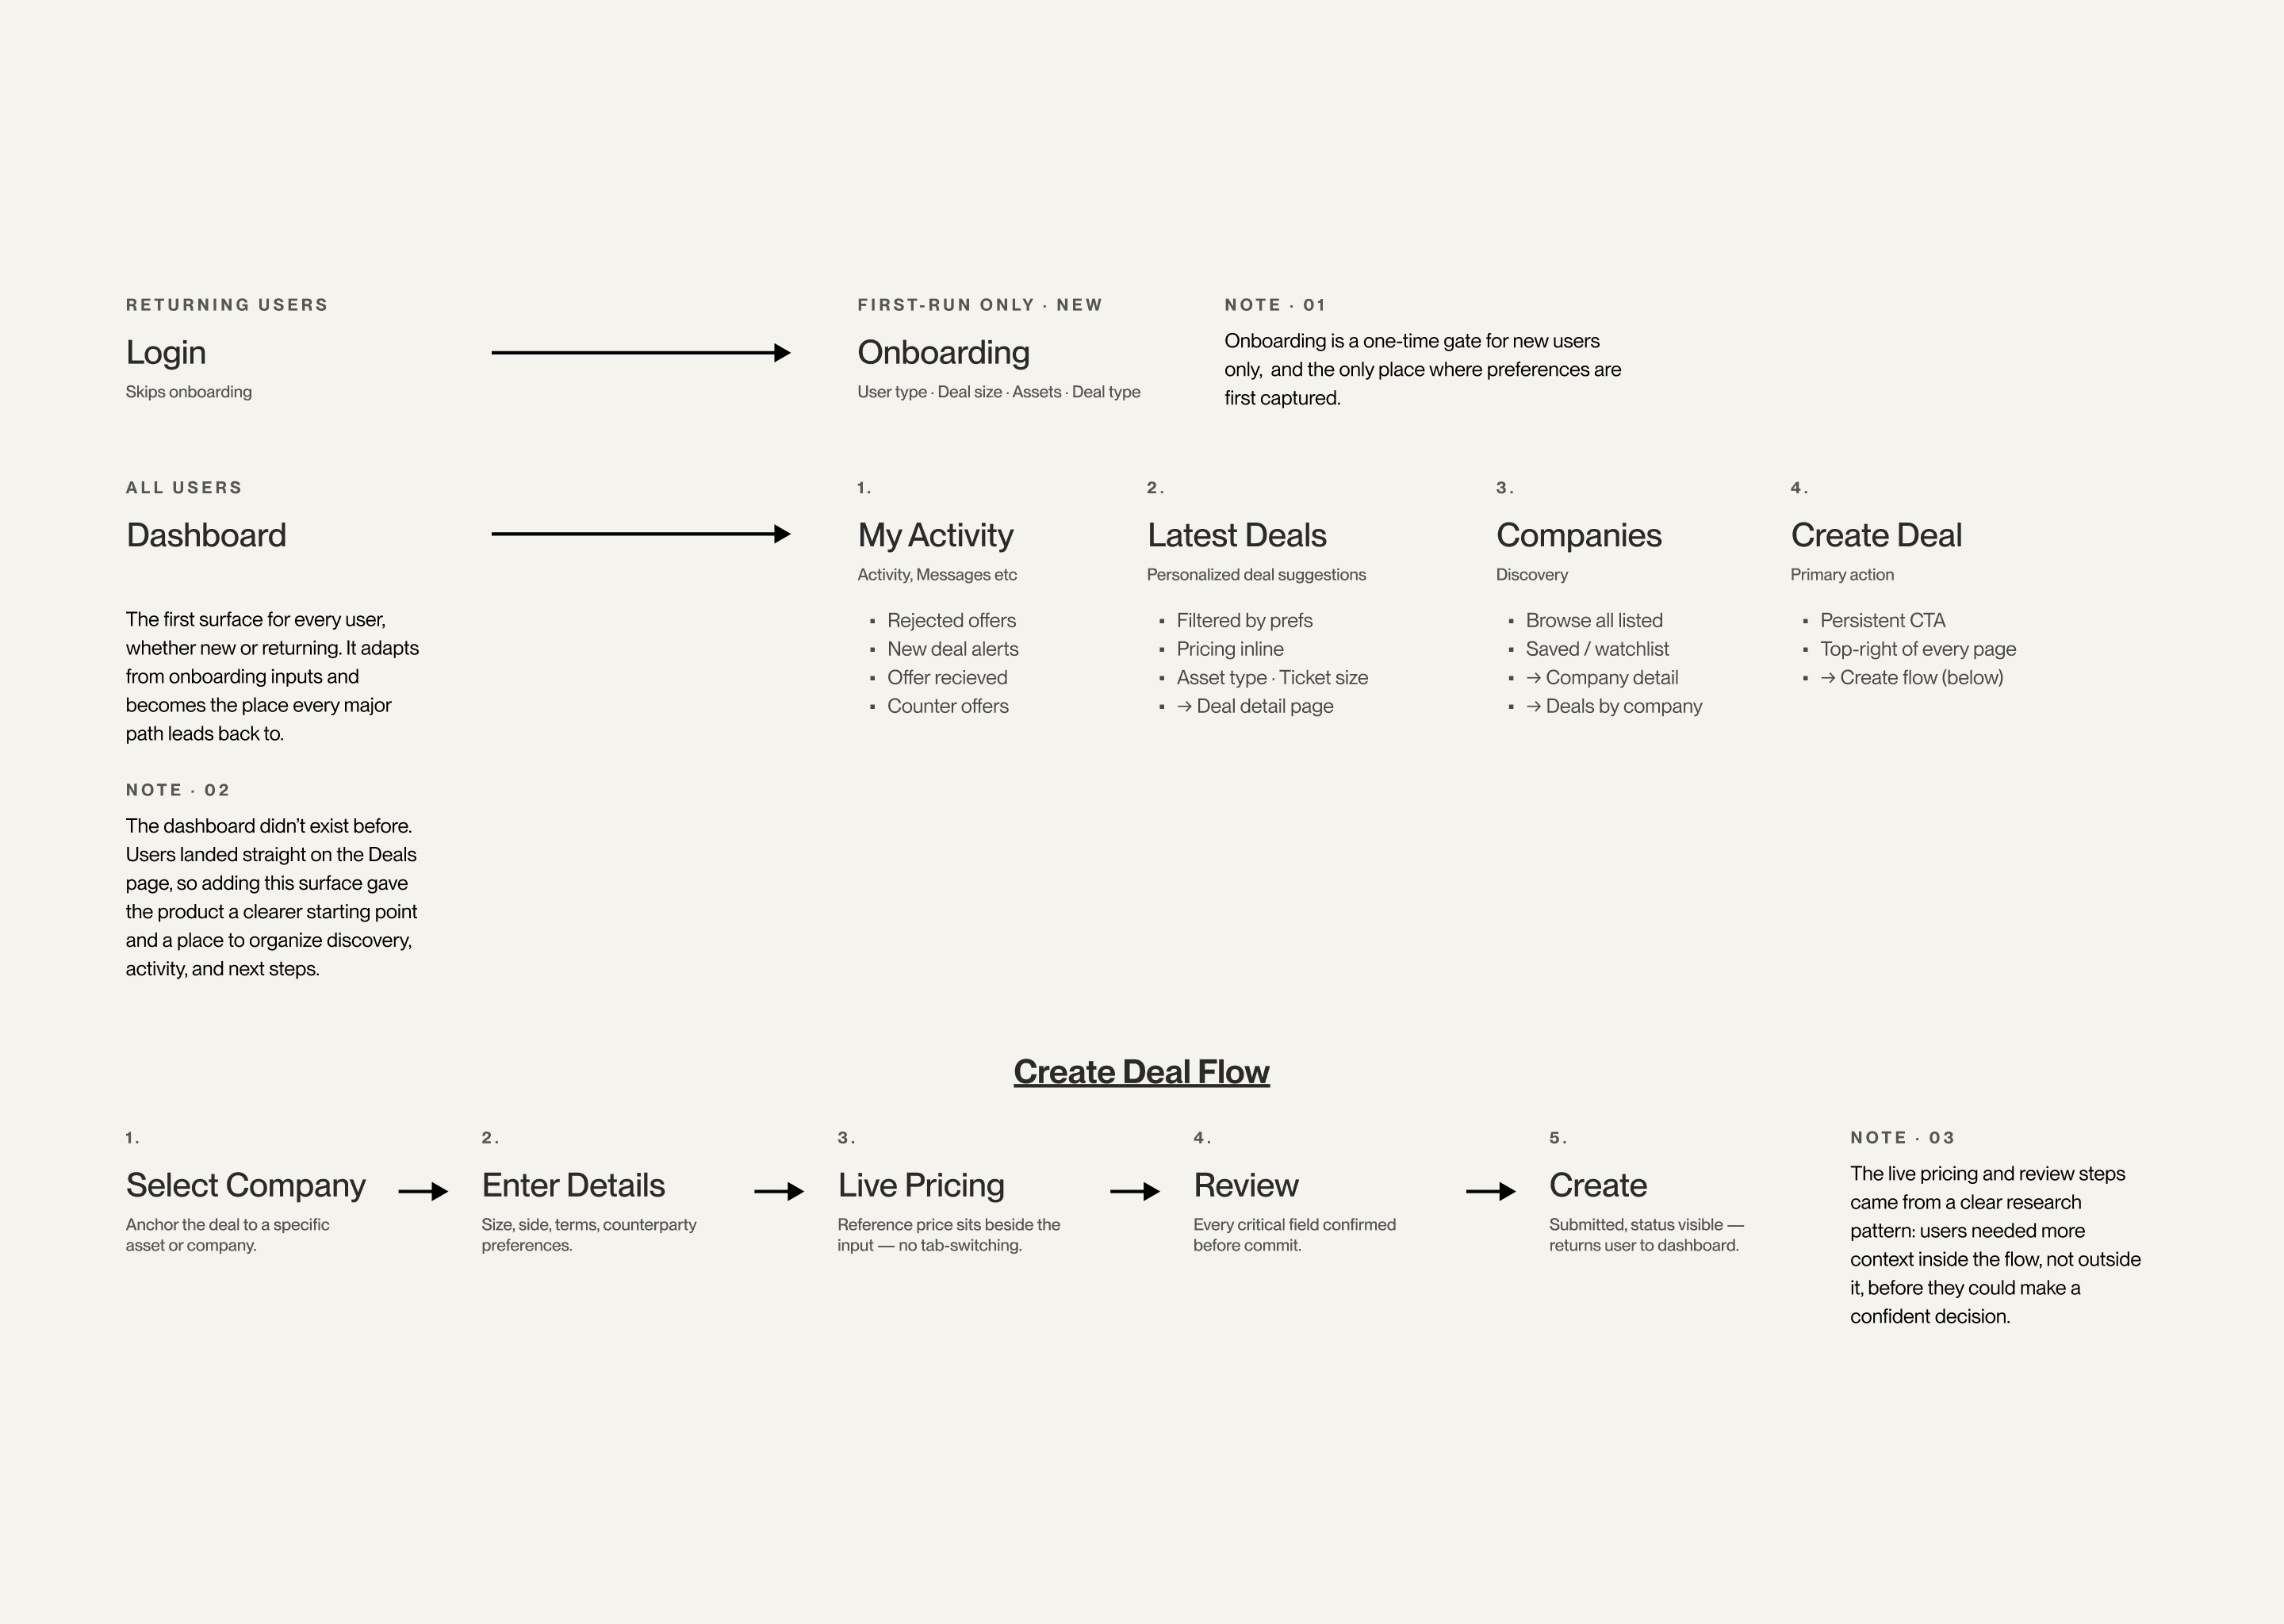 RETURNING USERS
Login
Skips onboarding
FIRST-RUN ONLY · NEW
Onboarding
User type · Deal size · Assets · Deal type
NOTE · 01
Onboarding is a one-time gate for new users
only,  and the only place where preferences are
first captured.
ALL USERS
Dashboard
The first surface for every user,
whether new or returning. It adapts
from onboarding inputs and
becomes the place every major
path leads back to.
NOTE · 02
The dashboard didn’t exist before.
Users landed straight on the Deals
page, so adding this surface gave
the product a clearer starting point
and a place to organize discovery,
activity, and next steps.
1.
My Activity
Activity, Messages etc
▪ Rejected offers
▪ New deal alerts
▪ Offer recieved
▪ Counter offers
2.
Latest Deals
Personalized deal suggestions
▪ Filtered by prefs
▪ Pricing inline
▪ Asset type · Ticket size
▪ → Deal detail page
3.
Companies
Discovery
▪ Browse all listed
▪ Saved / watchlist
▪ → Company detail
▪ → Deals by company
4.
Create Deal
Primary action
▪ Persistent CTA
▪ Top-right of every page
▪ → Create flow (below)
Create Deal Flow
1.
Select Company
Anchor the deal to a specific
asset or company.
2.
Enter Details
Size, side, terms, counterparty
preferences.
3.
Live Pricing
Reference price sits beside the
input — no tab-switching.
4.
Review
Every critical field confirmed
before commit.
5.
Create
Submitted, status visible —
returns user to dashboard.
NOTE · 03
The live pricing and review steps
came from a clear research
pattern: users needed more
context inside the flow, not outside
it, before they could make a
confident decision.